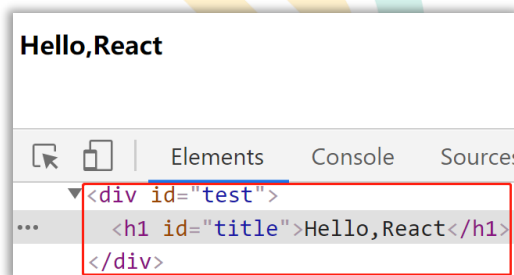 Hello,React
Elements Console Sources
<div id="test">
<h1 id="title">Hello,React</h1>
</div>